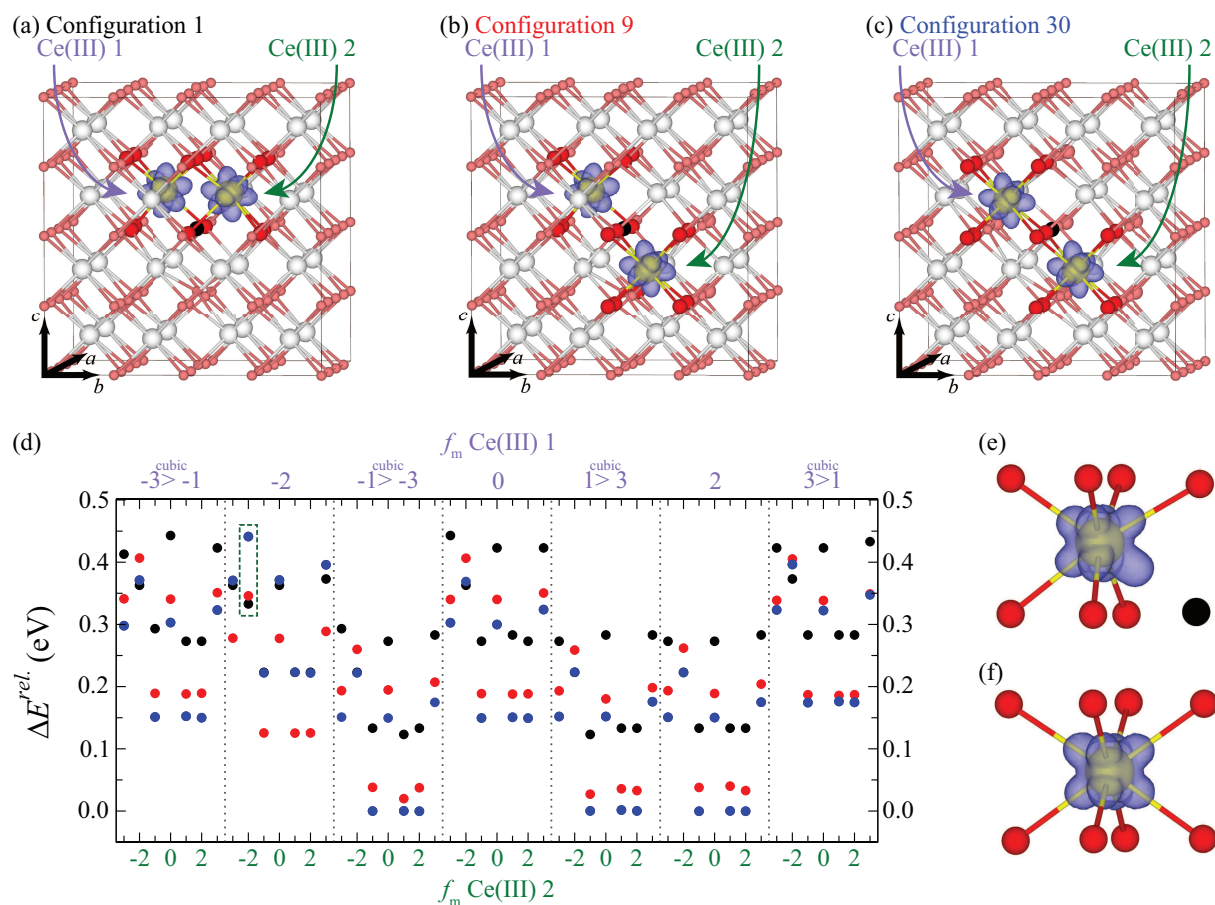 (a) Configuration 1
Ce(III) 1
Ce(III) 2
c
a
b
(b) Configuration 9
Ce(III) 1
Ce(III) 2
c
a
b
(c) Configuration 30
Ce(III) 1
Ce(III) 2
c
a
b
(d)
fm Ce(III) 1
-3 cubic> -1
-2
-1 cubic> -3
0
1 cubic> 3
2
3 cubic> 1
ΔE^rel. (eV)
0.5
0.4
0.3
0.2
0.1
0.0
0.5
0.4
0.3
0.2
0.1
0.0
-2 0 2 -2 0 2 -2 0 2 -2 0 2 -2 0 2 -2 0 2 -2 0 2
fm Ce(III) 2
(e)
(f)